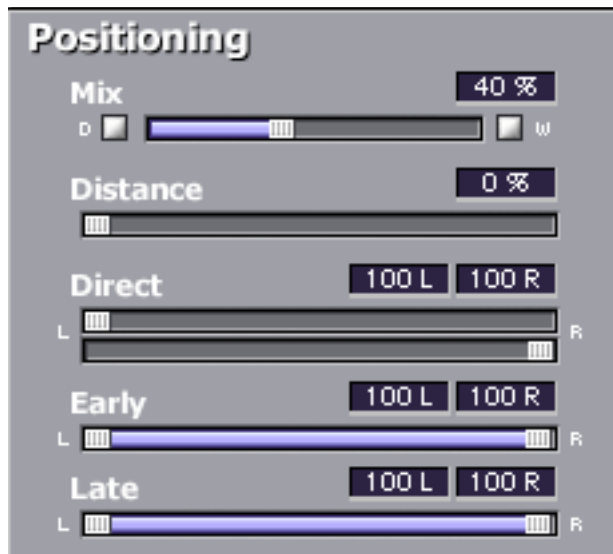 Positioning
Mix 40 %
D W
Distance 0 %
Direct 100 L 100 R
L R
Early 100 L 100 R
L R
Late 100 L 100 R
L R